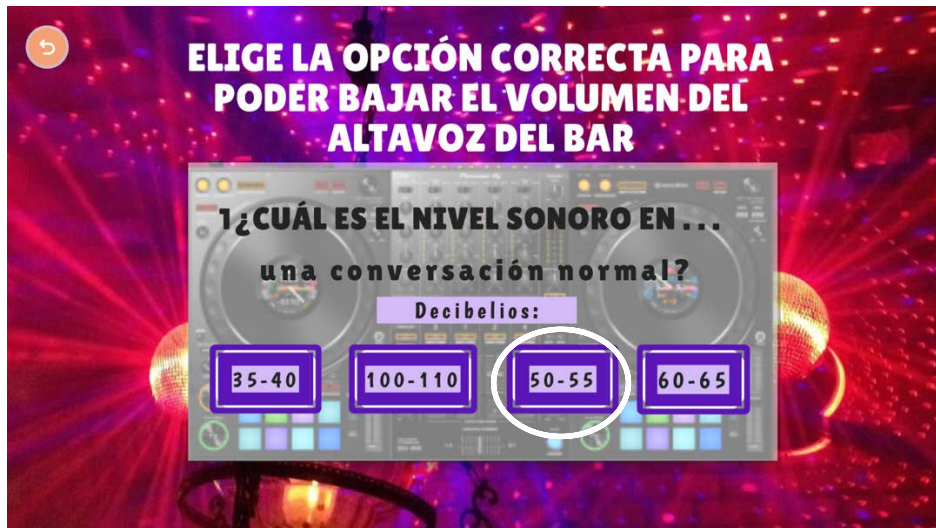 ELIGE LA OPCIÓN CORRECTA PARA
PODER BAJAR EL VOLUMEN DEL
ALTAVOZ DEL BAR
1¿CUÁL ES EL NIVEL SONORO EN ...
una conversación normal?
Decibelios:
35-40
100-110
50-55
60-65